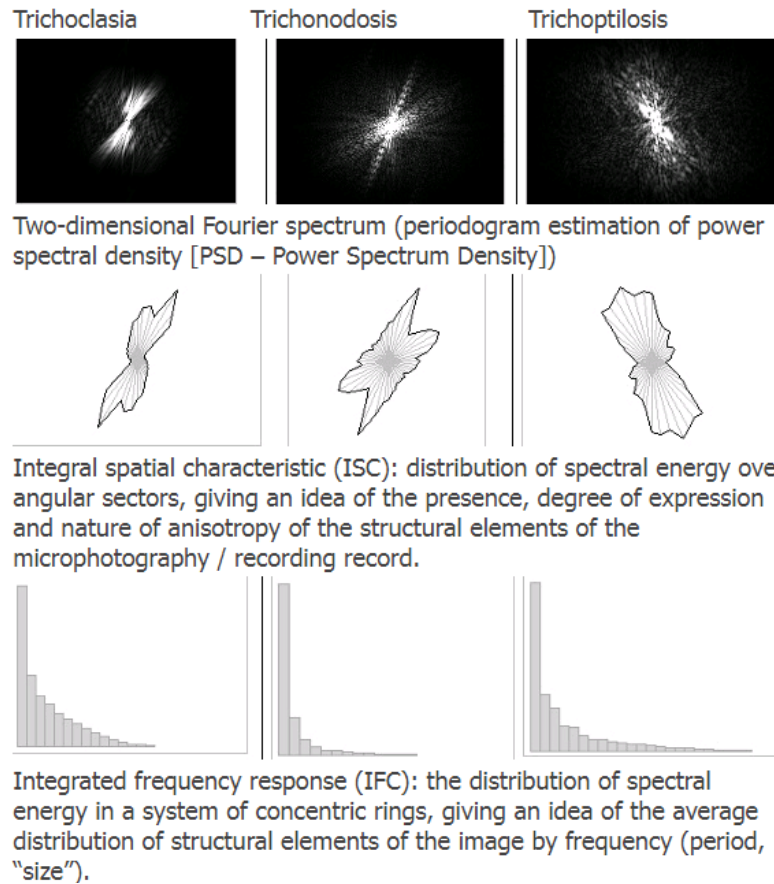 Trichoclasia Trichonodosis Trichoptilosis
Two-dimensional Fourier spectrum (periodogram estimation of power
spectral density [PSD – Power Spectrum Density])
Integral spatial characteristic (ISC): distribution of spectral energy ove
angular sectors, giving an idea of the presence, degree of expression
and nature of anisotropy of the structural elements of the
microphotography / recording record.
Integrated frequency response (IFC): the distribution of spectral
energy in a system of concentric rings, giving an idea of the average
distribution of structural elements of the image by frequency (period,
“size”).